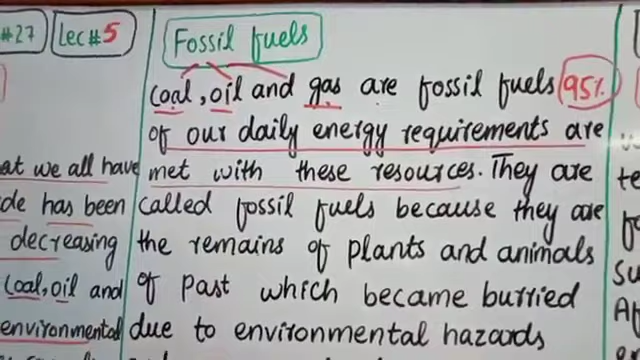 #27
Lec#5
Fossil fuels
at we all have
de has been
decreasing
Coal, oil and
environmental
Coal, oil and gas are fossil fuels 95%
of our daily energy requirements are
met with these resources. They are
called fossil fuels because they are
the remains of plants and animals
of past which became burried
due to environmental hazards
te
Su
Af